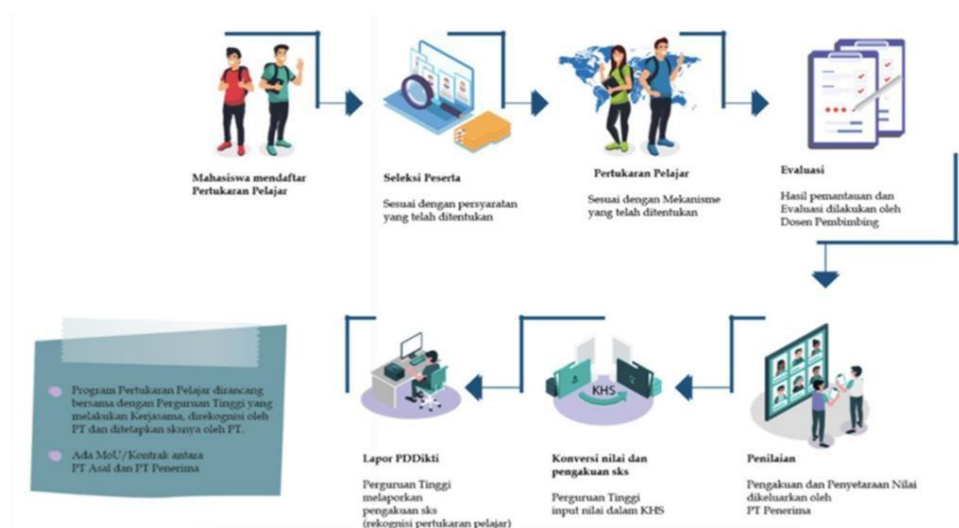 Mahasiswa mendaftar
Pertukaran Pelajar
Seleksi Peserta
Sesuai dengan persyaratan
yang telah ditentukan
Pertukaran Pelajar
Sesuai dengan Mekanisme
yang telah ditentukan
Evaluasi
Hasil pemantauan dan
Evaluasi dilakukan oleh
Dosen Pembimbing
Penilaian
Pengakuan dan Penyetaraan Nilai
dikeluarkan oleh
PT Penerima
KHS
Konversi nilai dan
pengakuan sks
Perguruan Tinggi
input nilai dalam KHS
Lapor PDDikti
Perguruan Tinggi
melaporkan
pengakuan sks
(rekognisi pertukaran pelajar)
Program Pertukaran Pelajar dirancang
bersama dengan Perguruan Tinggi yang
melakukan Kerjasama, direkognisi oleh
PT dan ditetapkan sksnya oleh PT.
Ada MoU/Kontrak antara
PT Asal dan PT Penerima